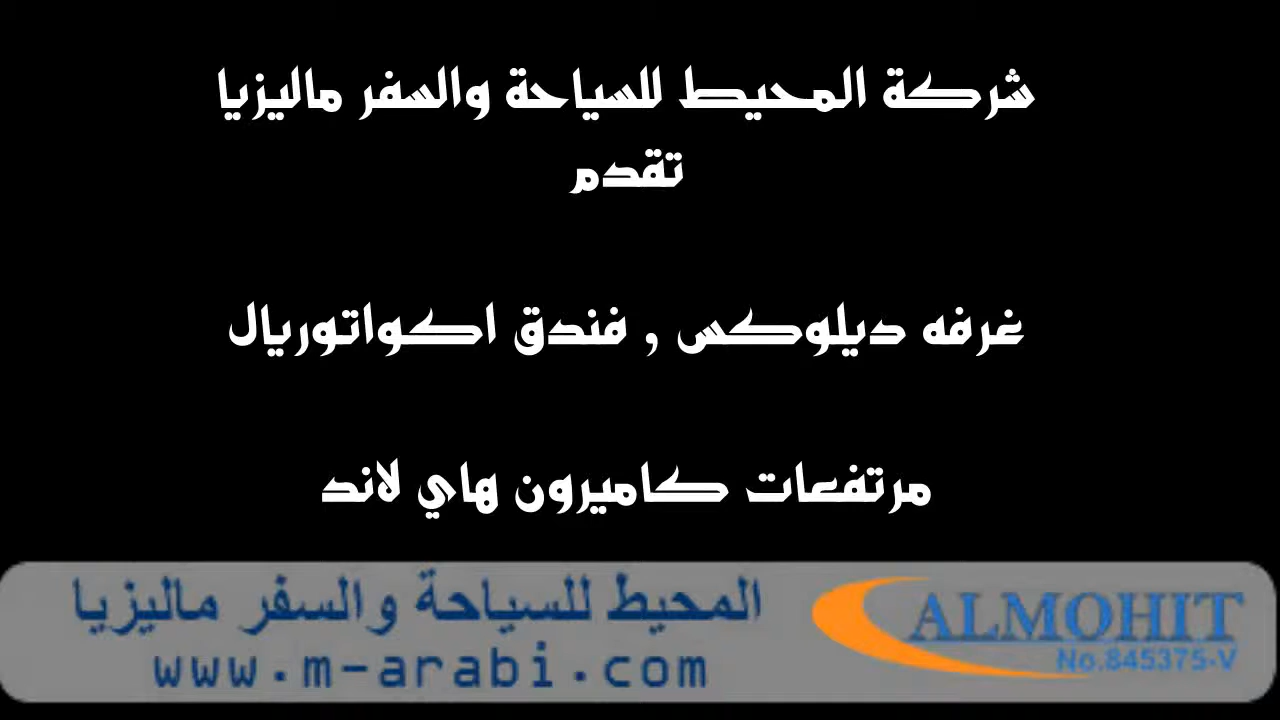 شركة المحيط للسياحة والسفر ماليزيا
تقدم
غرفه ديلوكس , فندق اكواتوريال
مرتفعات كاميرون هاي لاند
المحيط للسياحة والسفر ماليزيا
www.m-arabi.com
ALMOHIT
No.845375-V